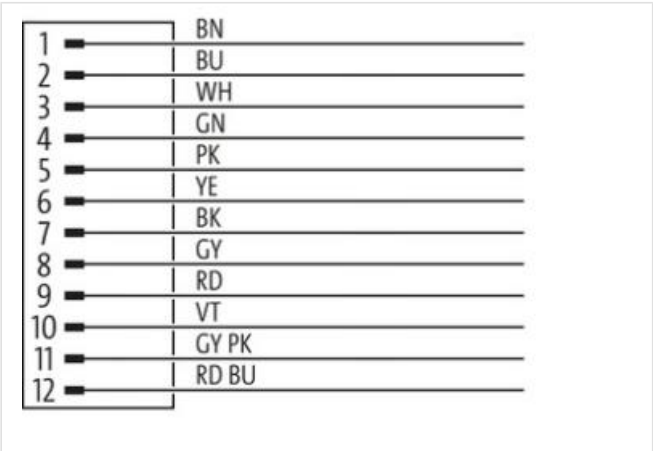 1 BN
2 BU
3 WH
4 GN
5 PK
6 YE
7 BK
8 GY
9 RD
10 VT
11 GY PK
12 RD BU